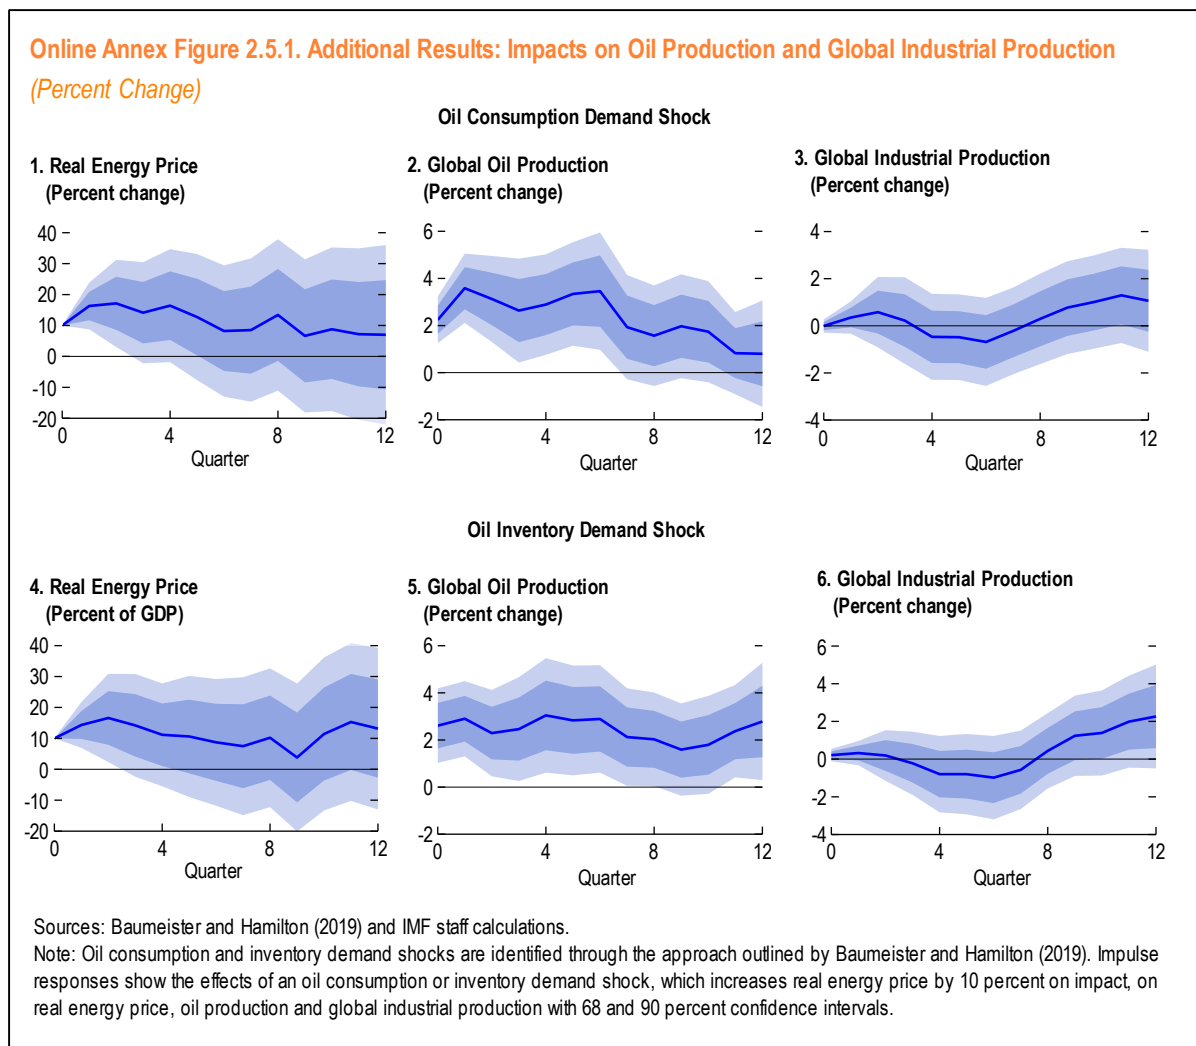 Online Annex Figure 2.5.1. Additional Results: Impacts on Oil Production and Global Industrial Production
(Percent Change)
Oil Consumption Demand Shock
1. Real Energy Price
(Percent change)
40
30
20
10
0
-10
-20
0
4
8
12
Quarter
2. Global Oil Production
(Percent change)
6
4
2
0
-2
0
4
8
12
Quarter
3. Global Industrial Production
(Percent change)
4
2
0
-2
-4
0
4
8
12
Quarter
Oil Inventory Demand Shock
4. Real Energy Price
(Percent of GDP)
40
30
20
10
0
-10
-20
0
4
8
12
Quarter
5. Global Oil Production
(Percent change)
6
4
2
0
-2
0
4
8
12
Quarter
6. Global Industrial Production
(Percent change)
6
4
2
0
-2
-4
0
4
8
12
Quarter
Sources: Baumeister and Hamilton (2019) and IMF staff calculations.
Note: Oil consumption and inventory demand shocks are identified through the approach outlined by Baumeister and Hamilton (2019). Impulse
responses show the effects of an oil consumption or inventory demand shock, which increases real energy price by 10 percent on impact, on
real energy price, oil production and global industrial production with 68 and 90 percent confidence intervals.